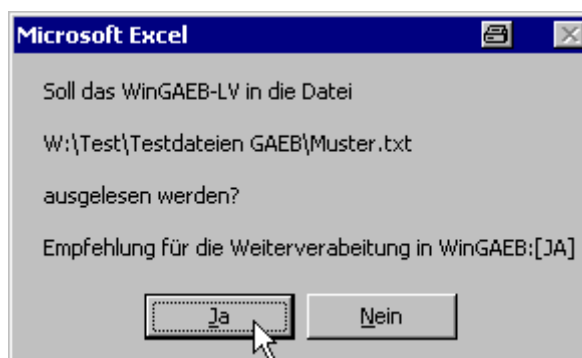 Microsoft Excel
Soll das WinGAEB-LV in die Datei
W:\Test\Testdateien GAEB\Muster.txt
ausgelesen werden?
Empfehlung für die Weiterverabeitung in WinGAEB:[JA]
Ja
Nein